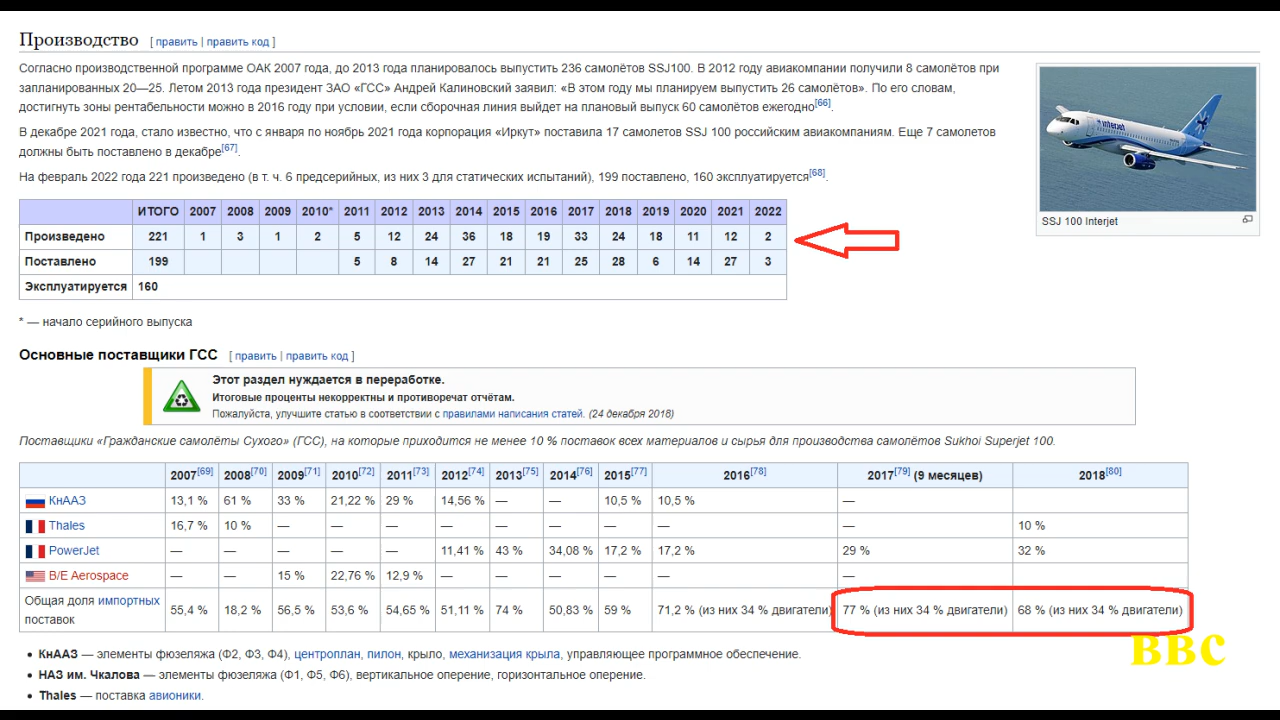 Производство [ править | править код ]
Согласно производственной программе ОАК 2007 года, до 2013 года планировалось выпустить 236 самолётов SSJ100. В 2012 году авиакомпании получили 8 самолётов при
запланированных 20—25. Летом 2013 года президент ЗАО «ГСС» Андрей Калиновский заявил: «В этом году мы планируем выпустить 26 самолётов». По его словам,
достигнуть зоны рентабельности можно в 2016 году при условии, если сборочная линия выйдет на плановый выпуск 60 самолётов ежегодно[66].
В декабре 2021 года, стало известно, что с января по ноябрь 2021 года корпорация «Иркут» поставила 17 самолетов SSJ 100 российским авиакомпаниям. Еще 7 самолетов
должны быть поставлено в декабре[67].
На февраль 2022 года 221 произведено (в т. ч. 6 предсерийных, из них 3 для статических испытаний), 199 поставлено, 160 эксплуатируется[68].
interjet
SSJ 100 Interjet
ИТОГО 2007 2008 2009 2010* 2011 2012 2013 2014 2015 2016 2017 2018 2019 2020 2021 2022
Произведено 221 1 3 1 2 5 12 24 36 18 19 33 24 18 11 12 2
Поставлено 199 5 8 14 27 21 21 25 28 6 14 27 3
Эксплуатируется 160
* — начало серийного выпуска
Основные поставщики ГСС [ править | править код ]
Этот раздел нуждается в переработке.
Итоговые проценты некорректны и противоречат отчётам.
Пожалуйста, улучшите статью в соответствии с правилами написания статей. (24 декабря 2018)
Поставщики «Гражданские самолёты Сухого» (ГСС), на которые приходится не менее 10 % поставок всех материалов и сырья для производства самолётов Sukhoi Superjet 100.
2007[69] 2008[70] 2009[71] 2010[72] 2011[73] 2012[74] 2013[75] 2014[76] 2015[77] 2016[78] 2017[79] (9 месяцев) 2018[80]
КнААЗ 13,1 % 61 % 33 % 21,22 % 29 % 14,56 % — — 10,5 % 10,5 % —
Thales 16,7 % 10 % — — — — — — — — — 10 %
PowerJet — — — — — 11,41 % 43 % 34,08 % 17,2 % 17,2 % 29 % 32 %
B/E Aerospace — — 15 % 22,76 % 12,9 % — — — — — —
Общая доля импортных
поставок 55,4 % 18,2 % 56,5 % 53,6 % 54,65 % 51,11 % 74 % 50,83 % 59 % 71,2 % (из них 34 % двигатели) 77 % (из них 34 % двигатели) 68 % (из них 34 % двигатели)
ввс
• КнААЗ — элементы фюзеляжа (Ф2, Ф3, Ф4), центроплан, пилон, крыло, механизация крыла, управляющее программное обеспечение.
• НАЗ им. Чкалова — элементы фюзеляжа (Ф1, Ф5, Ф6), вертикальное оперение, горизонтальное оперение.
• Thales — поставка авионики.